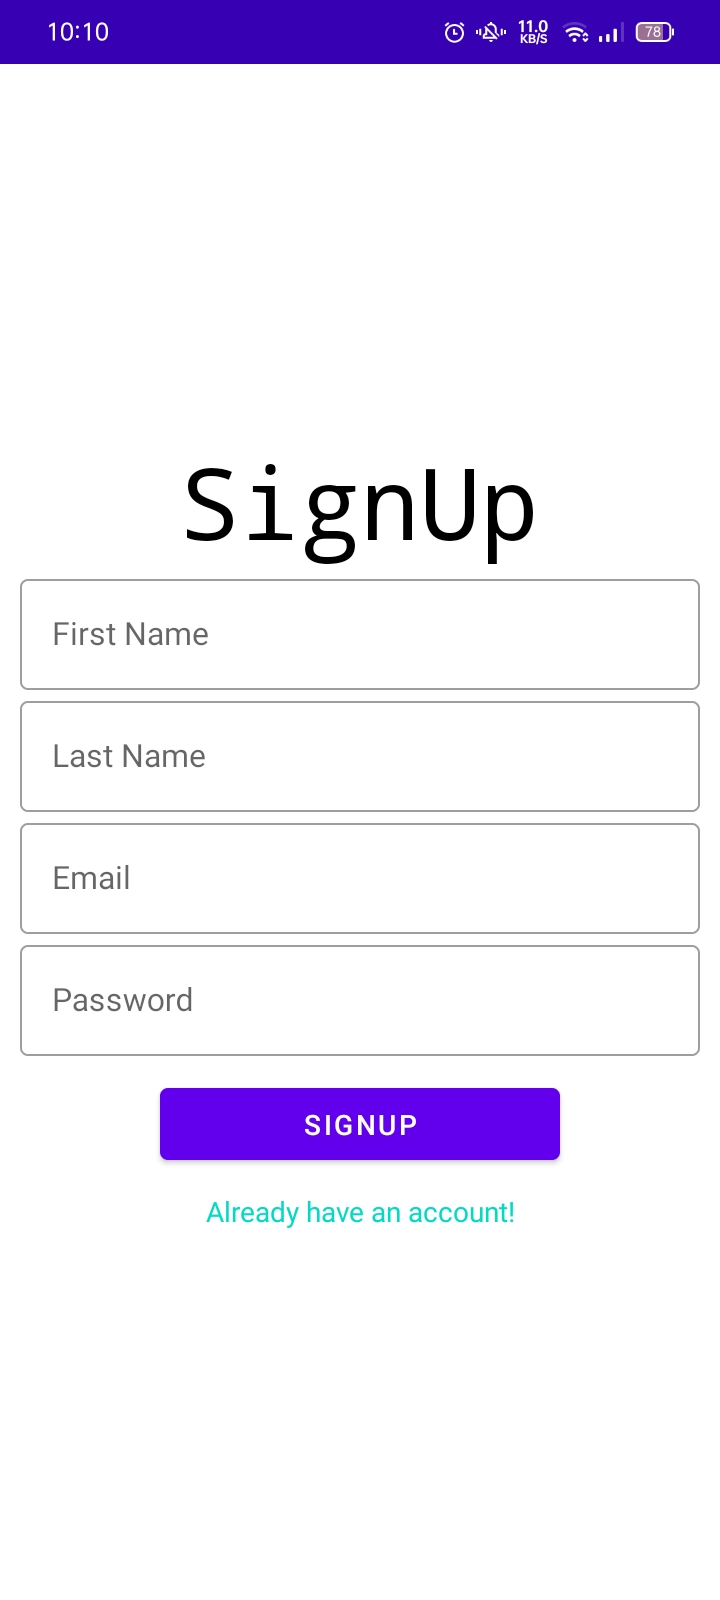 10:10 11.0 KB/S 78
SignUp
First Name
Last Name
Email
Password
SIGNUP
Already have an account!